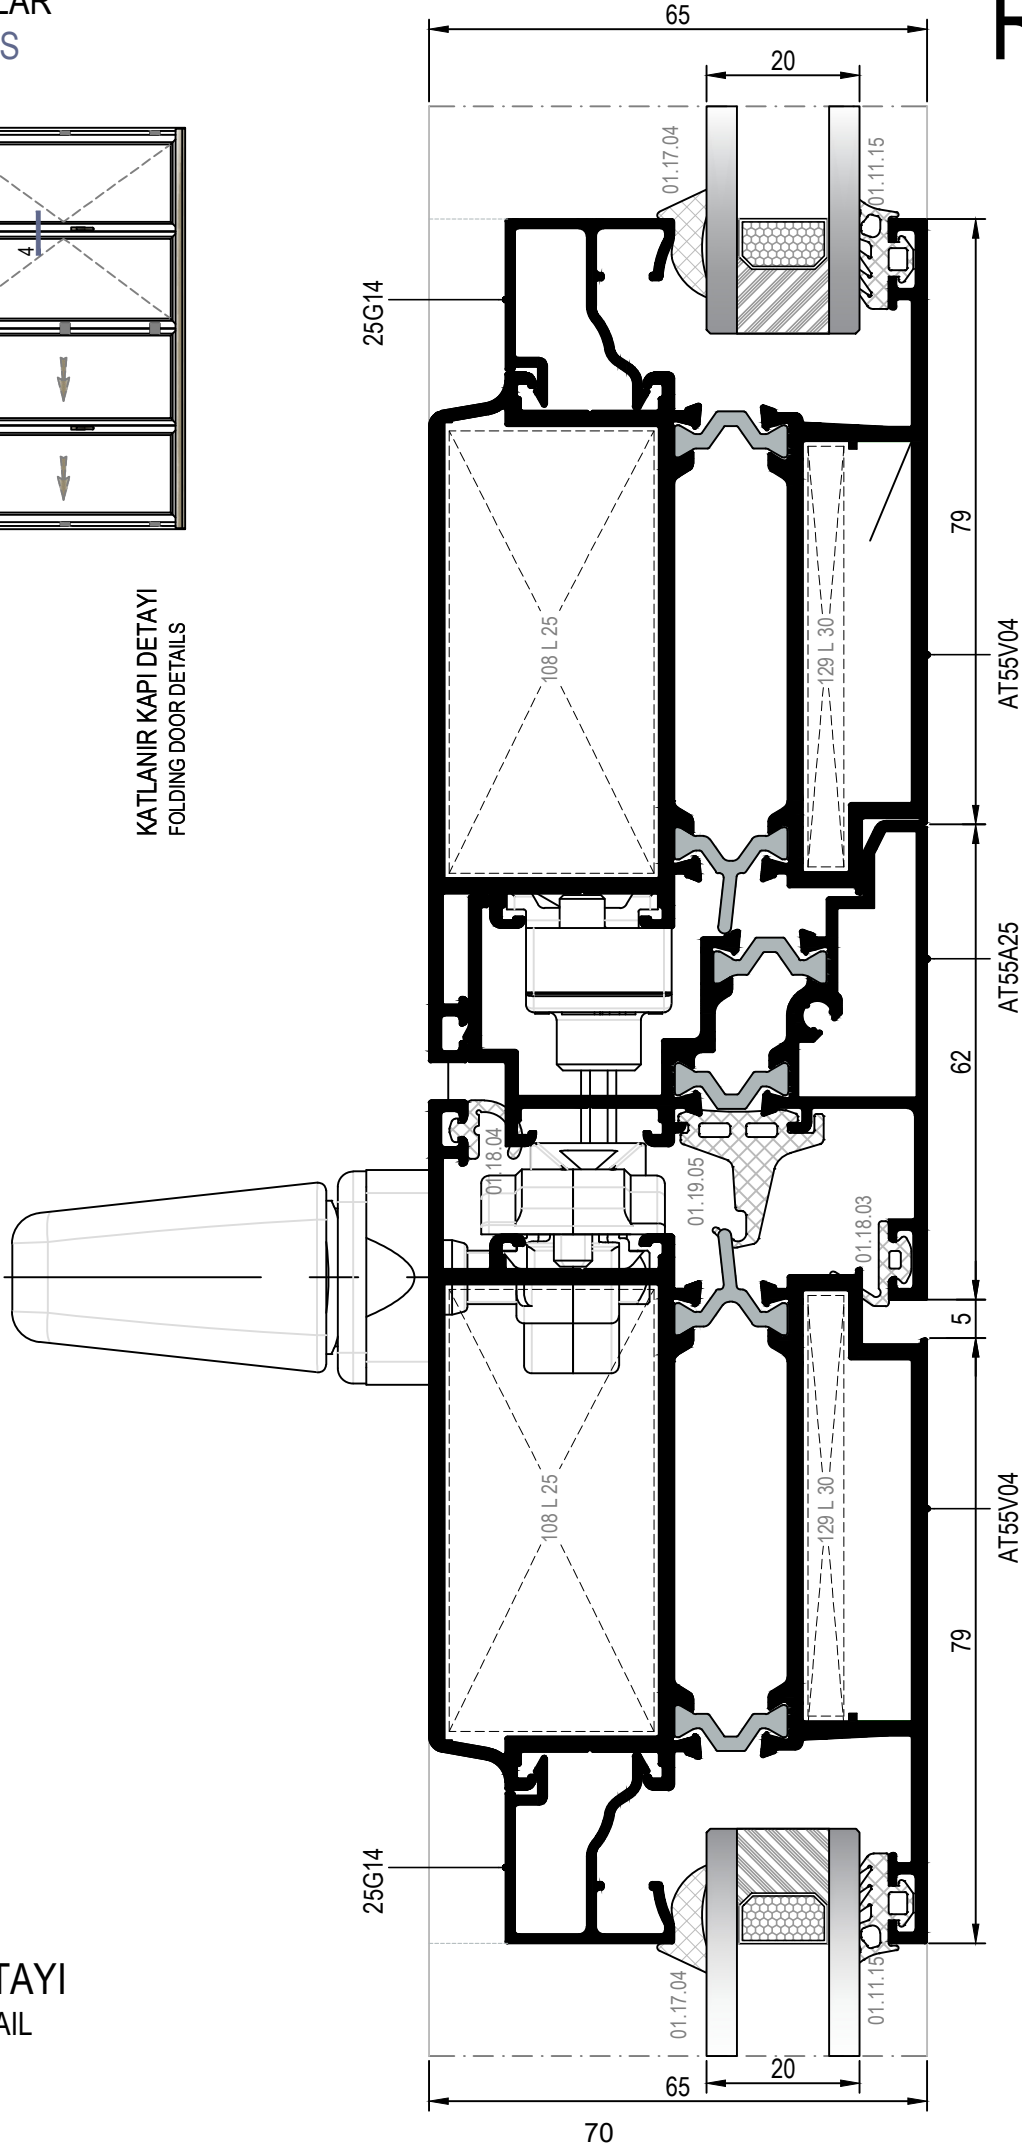 LAR
S
65
20
01.17.04
01.11.15
25G14
4
79
108 L 25
129 L 30
KATLANIR KAPI DETAYI
FOLDING DOOR DETAILS
AT55V04
AT55A25
62
01.18.04
01.19.05
01.18.03
5
108 L 25
129 L 30
AT55V04
79
25G14
01.17.04
01.11.15
TAYI
AIL
20
65
70